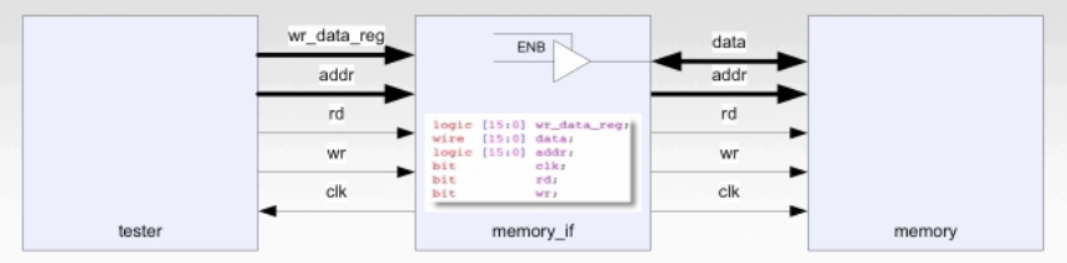 wr_data_reg
addr
rd
wr
clk
tester
ENB
logic [15:0] wr_data_reg;
wire [15:0] data;
logic [15:0] addr;
bit clk;
bit rd;
bit wr;
memory_if
data
addr
rd
wr
clk
memory